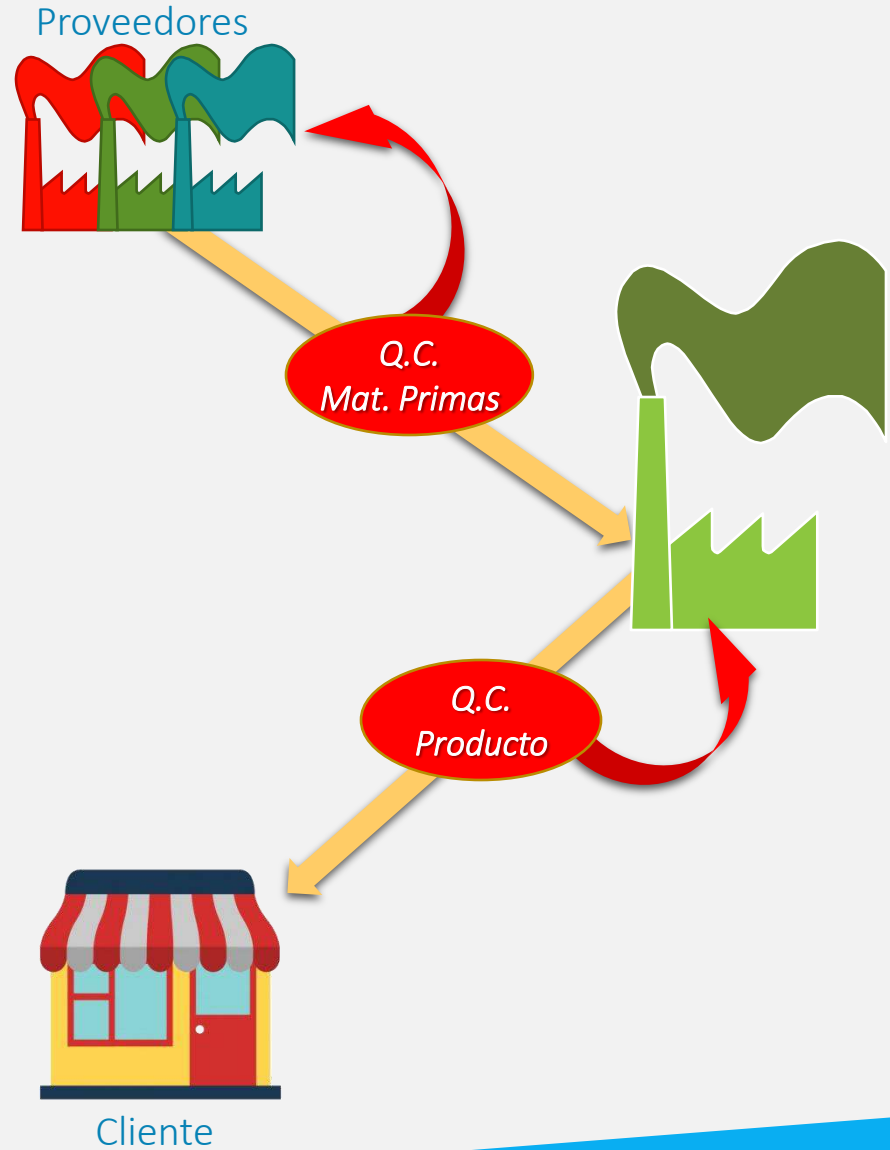 Proveedores
Q.C.
Mat. Primas
Q.C.
Producto
Cliente